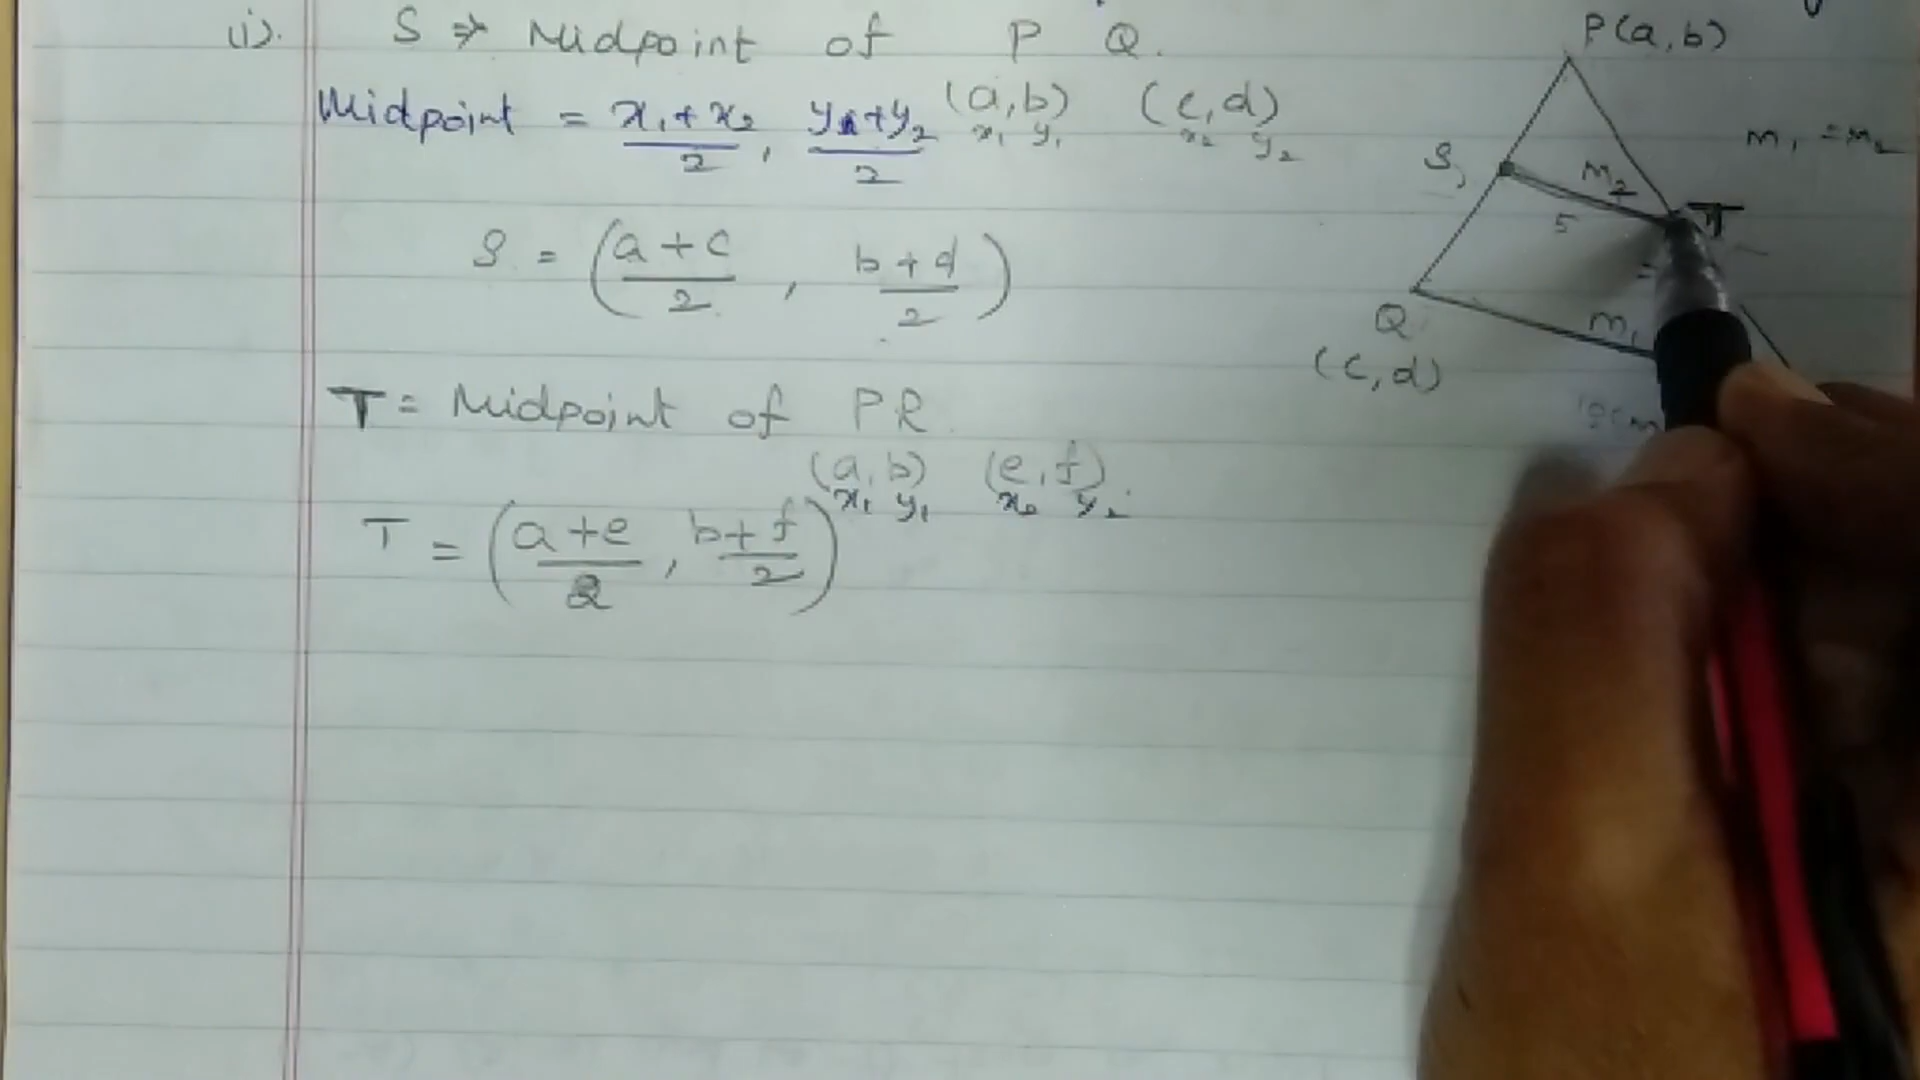 (i). S ⇒ Midpoint of P Q.
Midpoint = x₁+x₂/2, y₁+y₂/2 (a,b) (c,d)
x₁ y₁ x₂ y₂
S = (a+c/2, b+d/2)
T = Midpoint of PR.
(a,b) (e,f)
x₁ y₁ x₂ y₂
T = (a+e/2, b+f/2)
P(a,b)
m₁ = m₂
S
m₂
T
5
=
Q
m₁
(c,d)